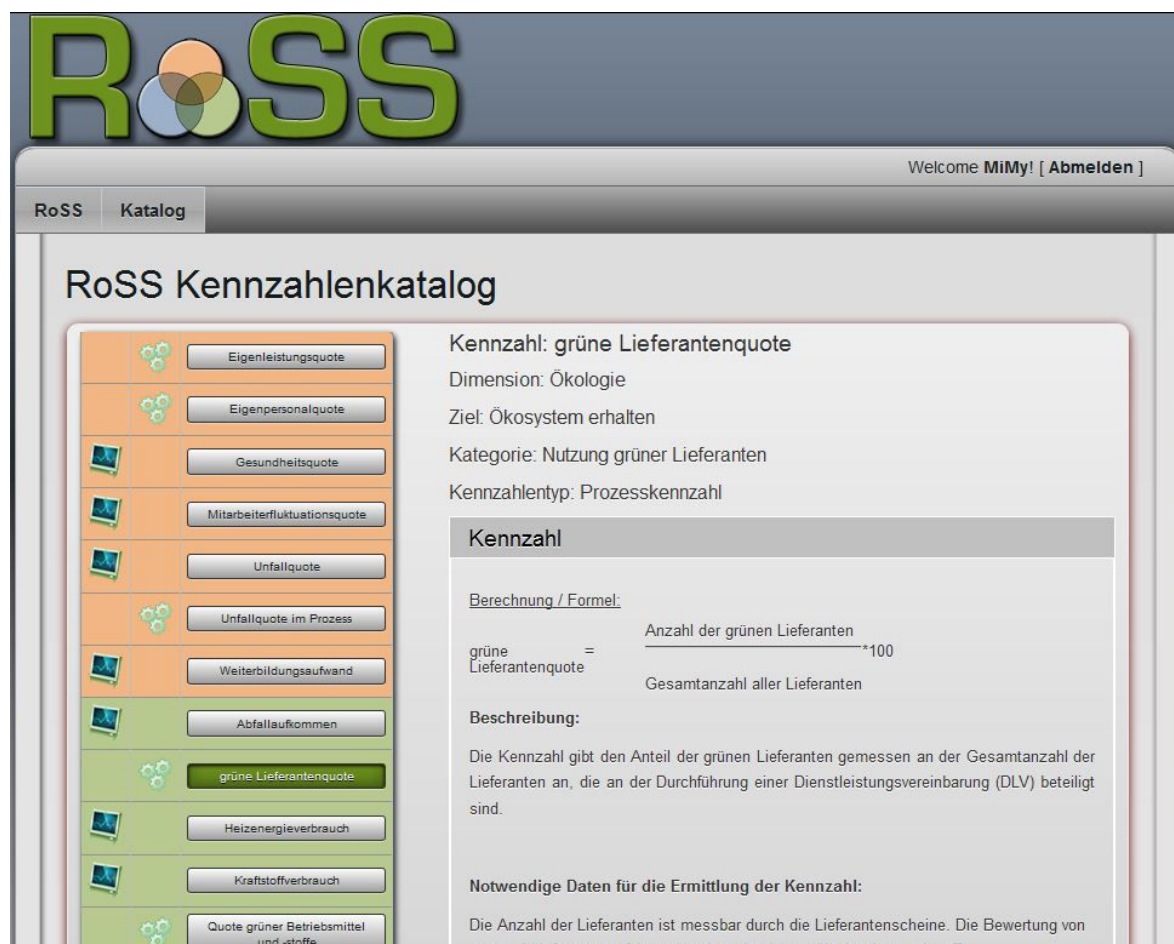 RoSS
Welcome MiMy! [ Abmelden ]
RoSS Katalog
RoSS Kennzahlenkatalog
Eigenleistungsquote
Eigenpersonalquote
Gesundheitsquote
Mitarbeiterfluktuationsquote
Unfallquote
Unfallquote im Prozess
Weiterbildungsaufwand
Abfallaufkommen
grüne Lieferantenquote
Heizenergieverbrauch
Kraftstoffverbrauch
Quote grüner Betriebsmittel
und -stoffe
Kennzahl: grüne Lieferantenquote
Dimension: Ökologie
Ziel: Ökosystem erhalten
Kategorie: Nutzung grüner Lieferanten
Kennzahlentyp: Prozesskennzahl
Kennzahl
Berechnung / Formel:
Anzahl der grünen Lieferanten
grüne = *100
Lieferantenquote
Gesamtanzahl aller Lieferanten
Beschreibung:
Die Kennzahl gibt den Anteil der grünen Lieferanten gemessen an der Gesamtanzahl der
Lieferanten an, die an der Durchführung einer Dienstleistungsvereinbarung (DLV) beteiligt
sind.
Notwendige Daten für die Ermittlung der Kennzahl:
Die Anzahl der Lieferanten ist messbar durch die Lieferantenscheine. Die Bewertung von